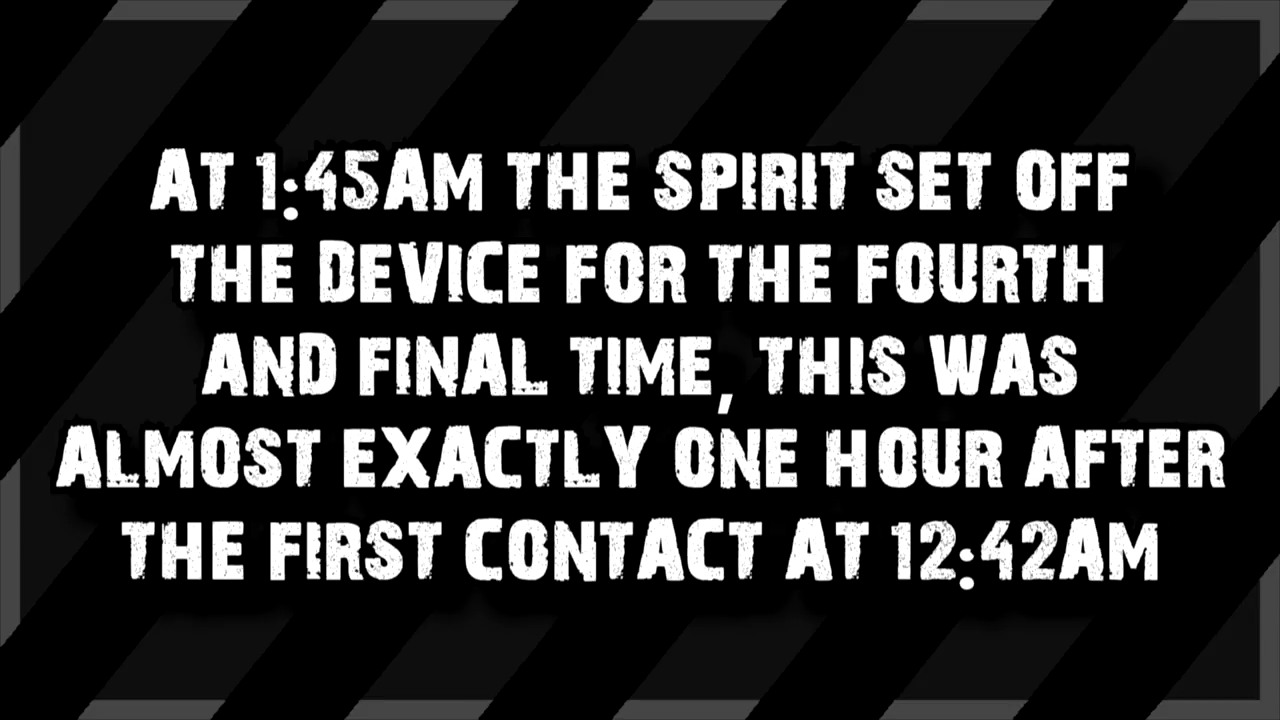 AT 1:45AM THE SPIRIT SET OFF
THE DEVICE FOR THE FOURTH
AND FINAL TIME, THIS WAS
ALMOST EXACTLY ONE HOUR AFTER
THE FIRST CONTACT AT 12:42AM